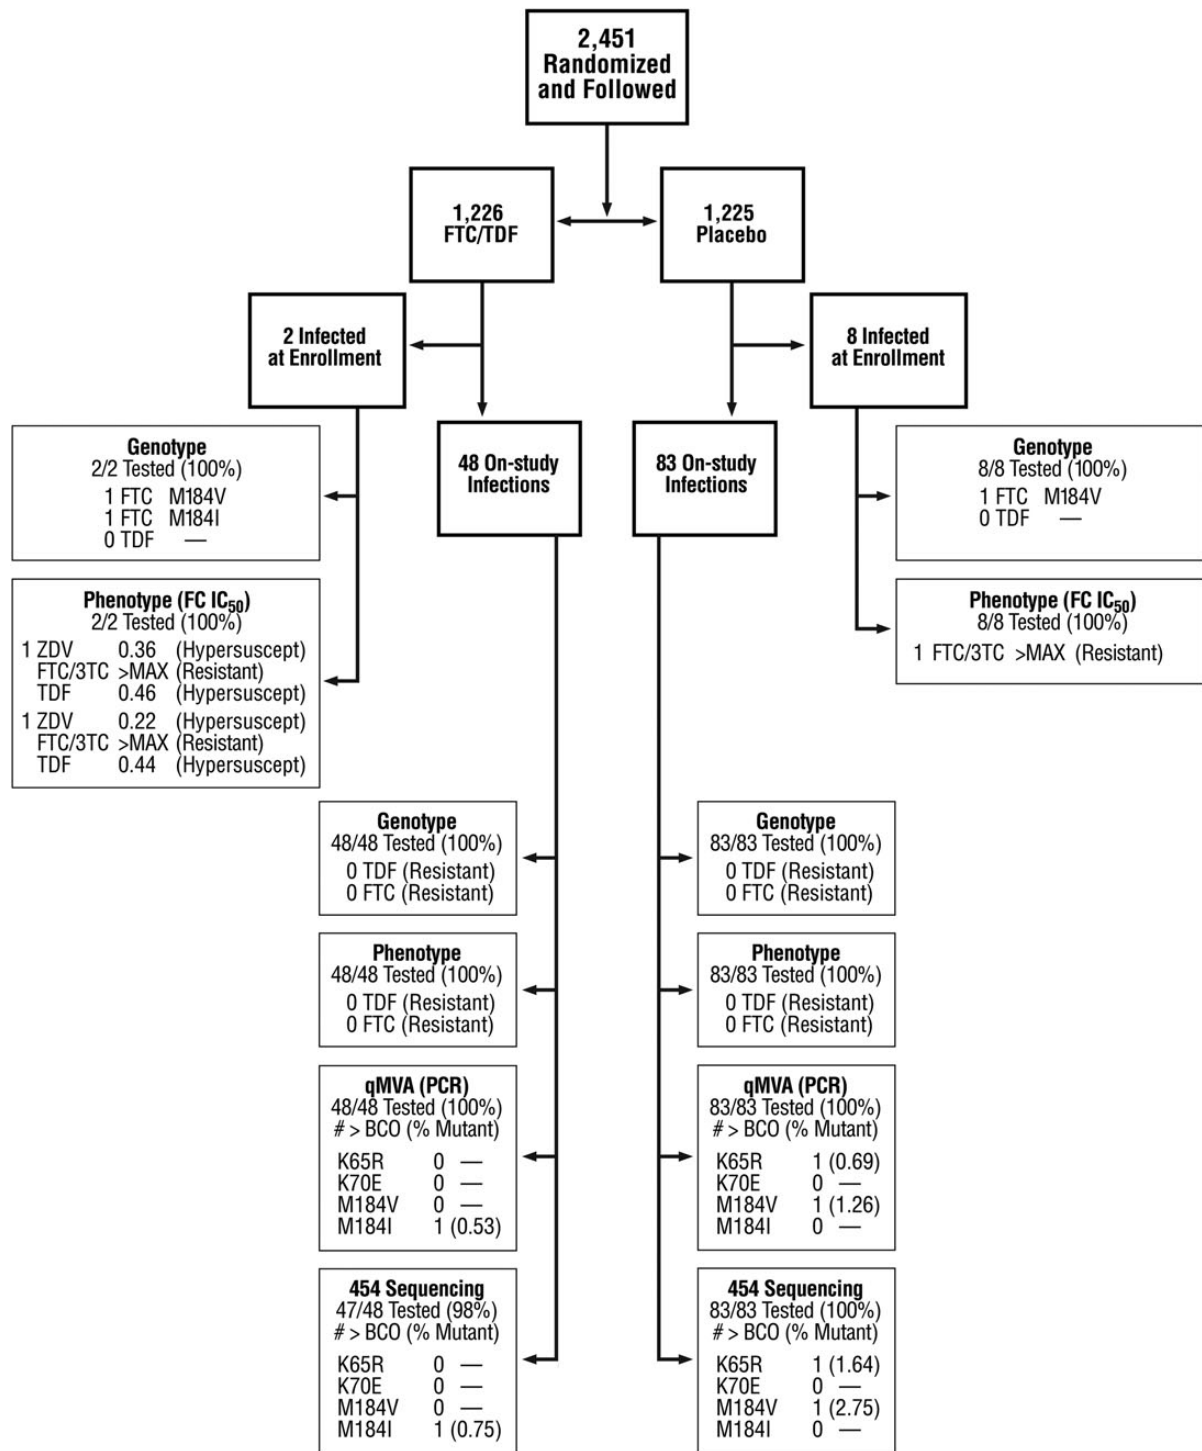 2,451
Randomized
and Followed
1,226
FTC/TDF
1,225
Placebo
2 Infected
at Enrollment
8 Infected
at Enrollment
48 On-study
Infections
83 On-study
Infections
Genotype
2/2 Tested (100%)
1 FTC M184V
1 FTC M184I
0 TDF —
Genotype
8/8 Tested (100%)
1 FTC M184V
0 TDF —
Phenotype (FC IC50)
2/2 Tested (100%)
1 ZDV 0.36 (Hypersuscept)
FTC/3TC >MAX (Resistant)
TDF 0.46 (Hypersuscept)
1 ZDV 0.22 (Hypersuscept)
FTC/3TC >MAX (Resistant)
TDF 0.44 (Hypersuscept)
Phenotype (FC IC50)
8/8 Tested (100%)
1 FTC/3TC >MAX (Resistant)
Genotype
48/48 Tested (100%)
0 TDF (Resistant)
0 FTC (Resistant)
Genotype
83/83 Tested (100%)
0 TDF (Resistant)
0 FTC (Resistant)
Phenotype
48/48 Tested (100%)
0 TDF (Resistant)
0 FTC (Resistant)
Phenotype
83/83 Tested (100%)
0 TDF (Resistant)
0 FTC (Resistant)
qMVA (PCR)
48/48 Tested (100%)
# > BCO (% Mutant)
K65R 0 —
K70E 0 —
M184V 0 —
M184I 1 (0.53)
qMVA (PCR)
83/83 Tested (100%)
# > BCO (% Mutant)
K65R 1 (0.69)
K70E 0 —
M184V 1 (1.26)
M184I 0 —
454 Sequencing
47/48 Tested (98%)
# > BCO (% Mutant)
K65R 0 —
K70E 0 —
M184V 0 —
M184I 1 (0.75)
454 Sequencing
83/83 Tested (100%)
# > BCO (% Mutant)
K65R 1 (1.64)
K70E 0 —
M184V 1 (2.75)
M184I 0 —